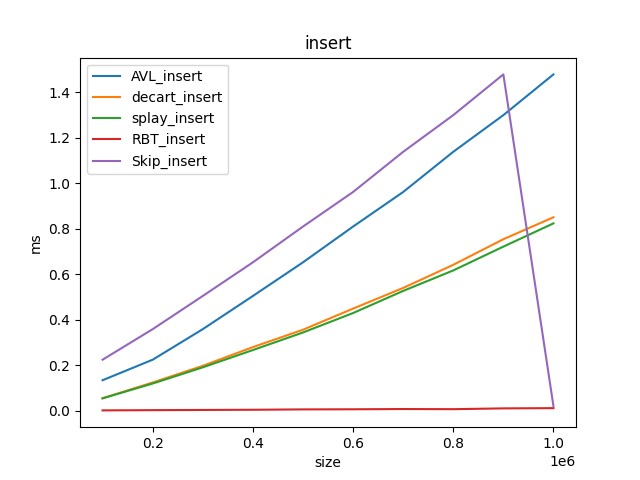 insert
AVL_insert
decart_insert
splay_insert
RBT_insert
Skip_insert
ms
1.4
1.2
1.0
0.8
0.6
0.4
0.2
0.0
0.2 0.4 0.6 0.8 1.0
size
1e6